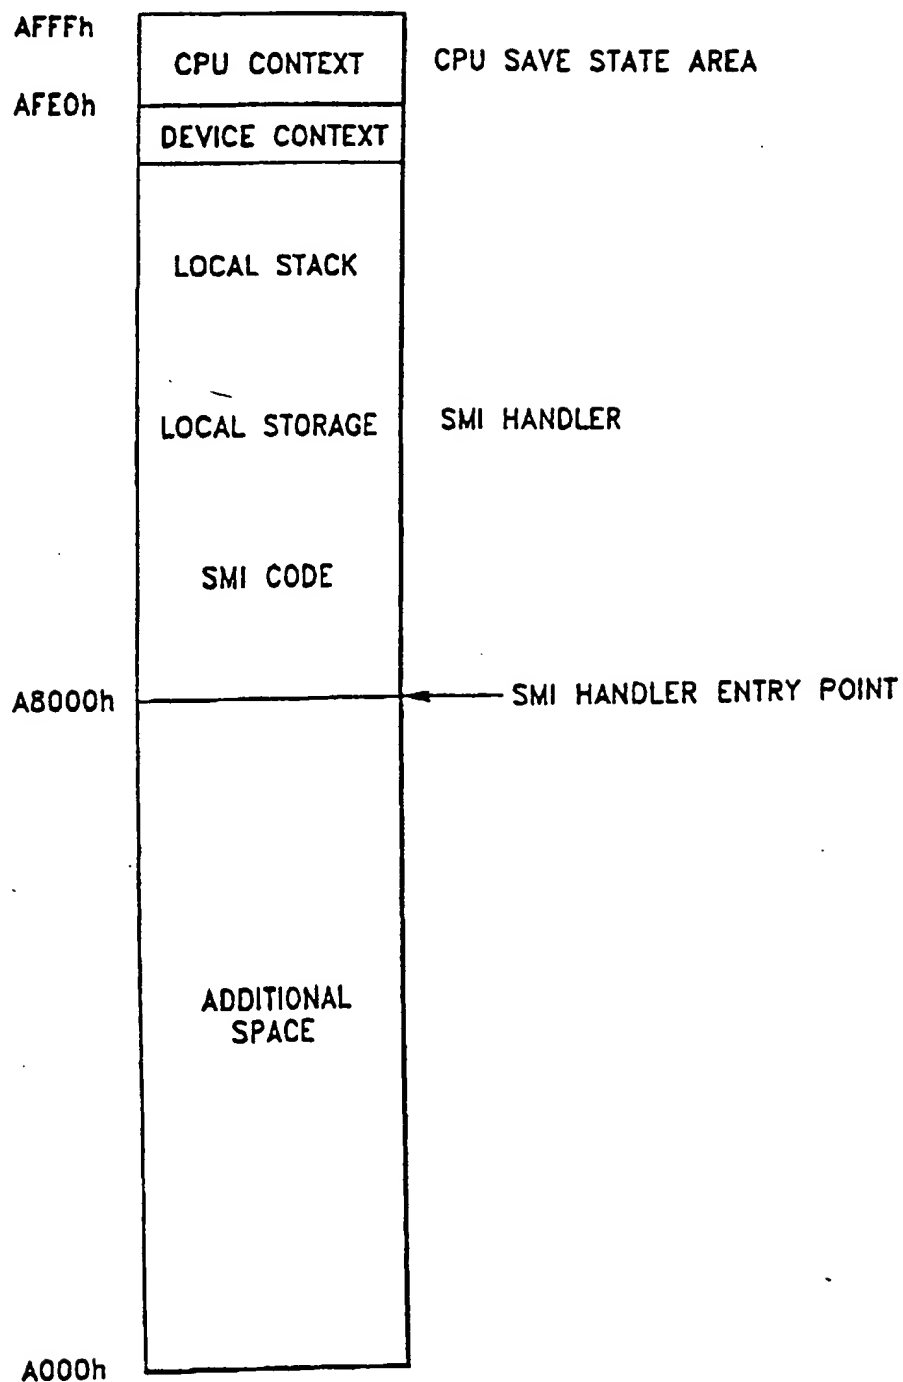 AFFFh
CPU CONTEXT
CPU SAVE STATE AREA
AFE0h
DEVICE CONTEXT
LOCAL STACK
LOCAL STORAGE
SMI HANDLER
SMI CODE
A8000h
SMI HANDLER ENTRY POINT
ADDITIONAL
SPACE
A000h